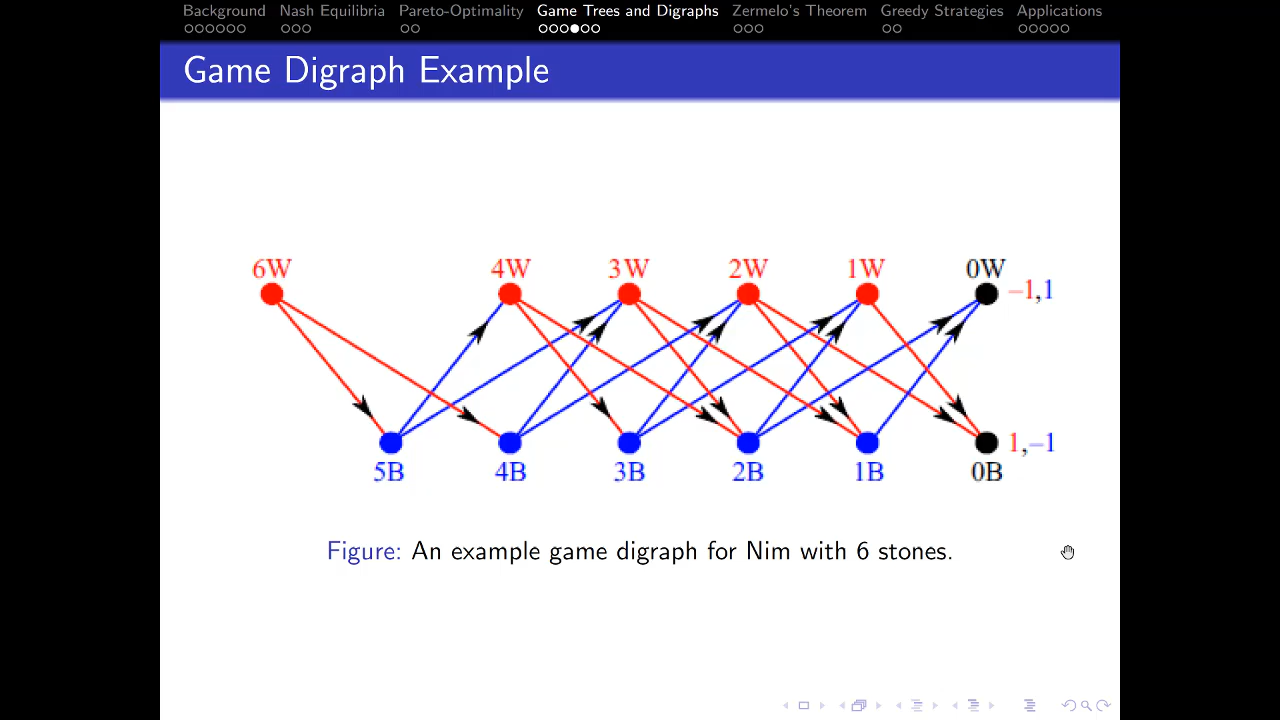 Background Nash Equilibria Pareto-Optimality Game Trees and Digraphs Zermelo's Theorem Greedy Strategies Applications
Game Digraph Example
6W 4W 3W 2W 1W 0W
−1,1
1,−1
5B 4B 3B 2B 1B 0B
Figure: An example game digraph for Nim with 6 stones.